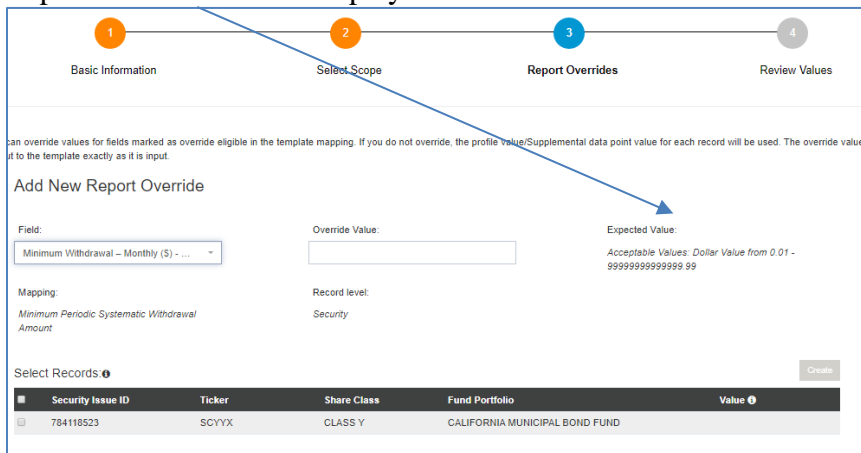 1 2 3 4
Basic Information Select Scope Report Overrides Review Values
can override values for fields marked as override eligible in the template mapping. If you do not override, the profile value/Supplemental data point value for each record will be used. The override value
to the template exactly as it is input.
Add New Report Override
Field: Override Value: Expected Value:
Minimum Withdrawal – Monthly ($) - ... Acceptable Values: Dollar Value from 0.01 -
99999999999999.99
Mapping: Record level:
Minimum Periodic Systematic Withdrawal Security
Amount
Select Records: Create
Security Issue ID Ticker Share Class Fund Portfolio Value
784118523 SCYYX CLASS Y CALIFORNIA MUNICIPAL BOND FUND